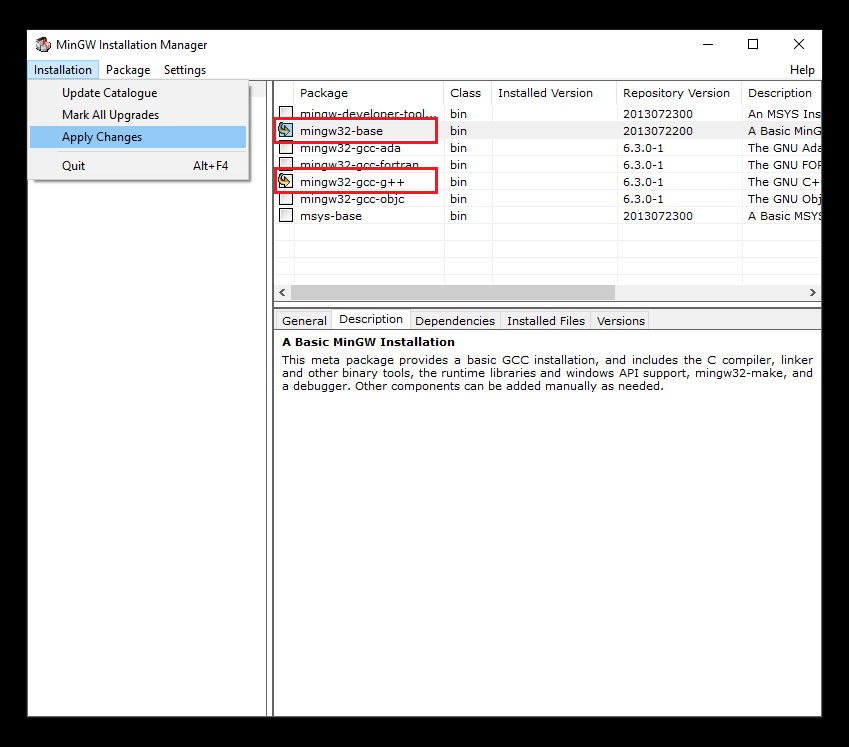 MinGW Installation Manager
Installation Package Settings Help
Update Catalogue
Mark All Upgrades
Apply Changes
Quit Alt+F4
Package Class Installed Version Repository Version Description
mingw-developer-tool... bin 2013072300 An MSYS Ins
mingw32-base bin 2013072200 A Basic MinG
mingw32-gcc-ada bin 6.3.0-1 The GNU Ada
mingw32-gcc-fortran bin 6.3.0-1 The GNU FOR
mingw32-gcc-g++ bin 6.3.0-1 The GNU C+
mingw32-gcc-objc bin 6.3.0-1 The GNU Obj
msys-base bin 2013072300 A Basic MSYS
General Description Dependencies Installed Files Versions
A Basic MinGW Installation
This meta package provides a basic GCC installation, and includes the C compiler, linker
and other binary tools, the runtime libraries and windows API support, mingw32-make, and
a debugger. Other components can be added manually as needed.